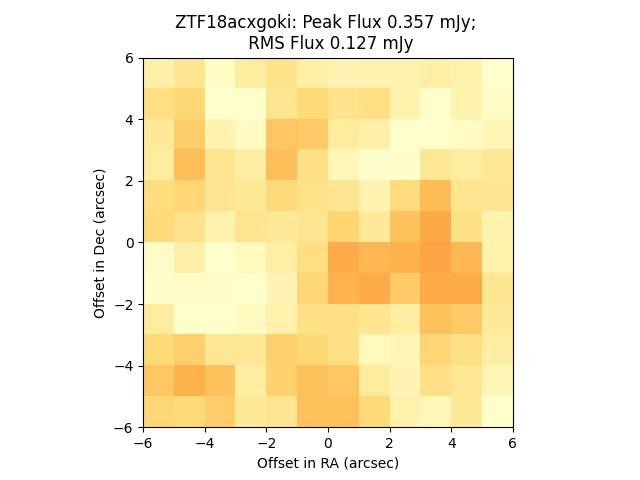 ZTF18acxgoki: Peak Flux 0.357 mJy;
RMS Flux 0.127 mJy
6
4
2
0
−2
−4
−6
Offset in Dec (arcsec)
−6 −4 −2 0 2 4 6
Offset in RA (arcsec)